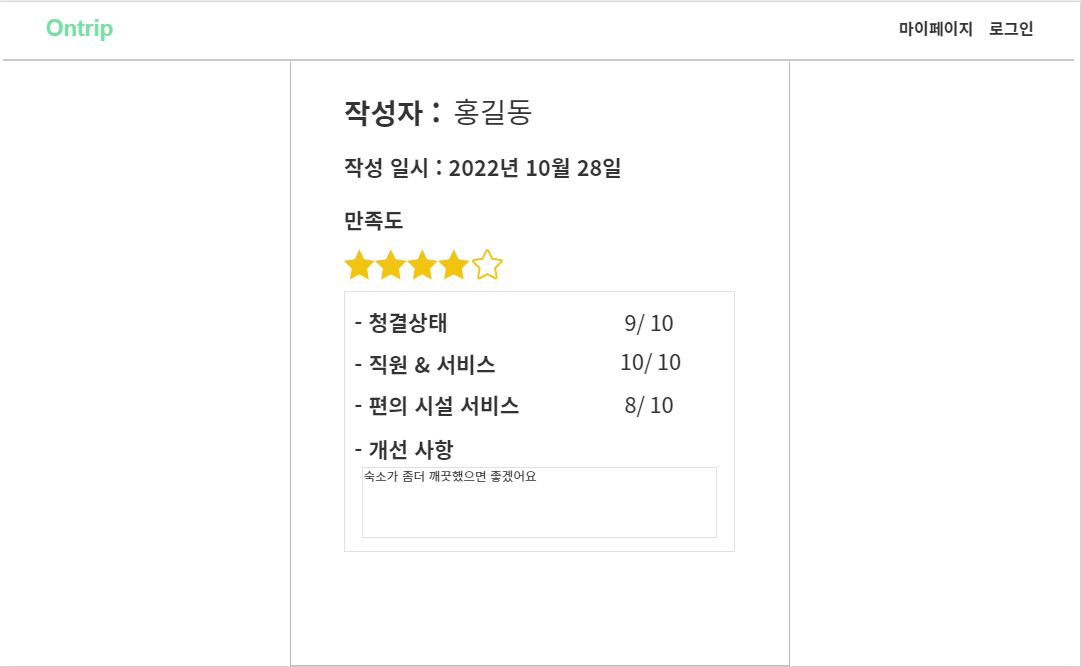 Ontrip 마이페이지 로그인
작성자 : 홍길동
작성 일시 : 2022년 10월 28일
만족도
- 청결상태 9/ 10
- 직원 & 서비스 10/ 10
- 편의 시설 서비스 8/ 10
- 개선 사항
숙소가 좀더 깨끗했으면 좋겠어요